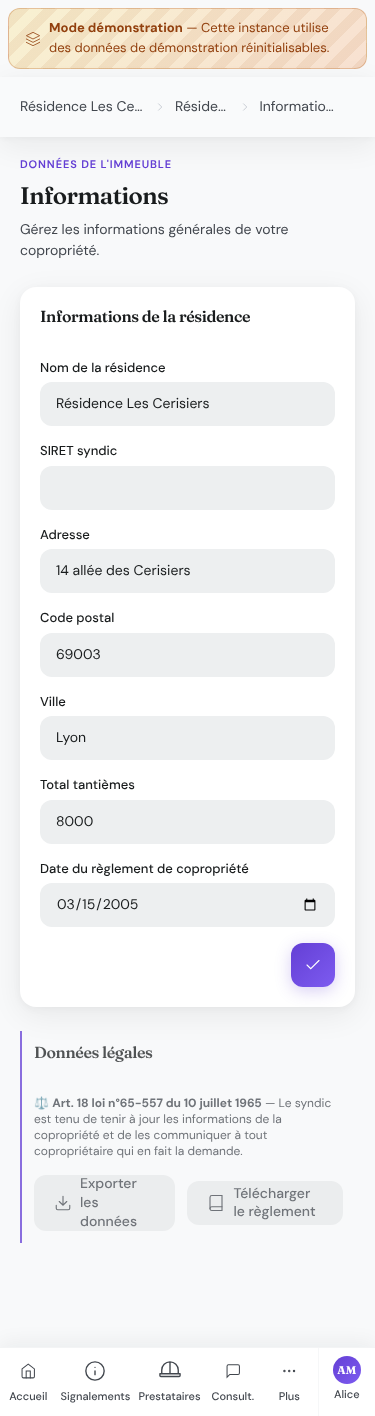 Mode démonstration — Cette instance utilise
des données de démonstration réinitialisables.
Résidence Les Ce… Réside… Informatio…
DONNÉES DE L'IMMEUBLE
Informations
Gérez les informations générales de votre
copropriété.
Informations de la résidence
Nom de la résidence
Résidence Les Cerisiers
SIRET syndic
Adresse
14 allée des Cerisiers
Code postal
69003
Ville
Lyon
Total tantièmes
8000
Date du règlement de copropriété
03/15/2005
Données légales
⚖️ Art. 18 loi n°65-557 du 10 juillet 1965 — Le syndic
est tenu de tenir à jour les informations de la
copropriété et de les communiquer à tout
copropriétaire qui en fait la demande.
Exporter
les
données
Télécharger
le règlement
AM
Accueil Signalements Prestataires Consult. Plus Alice